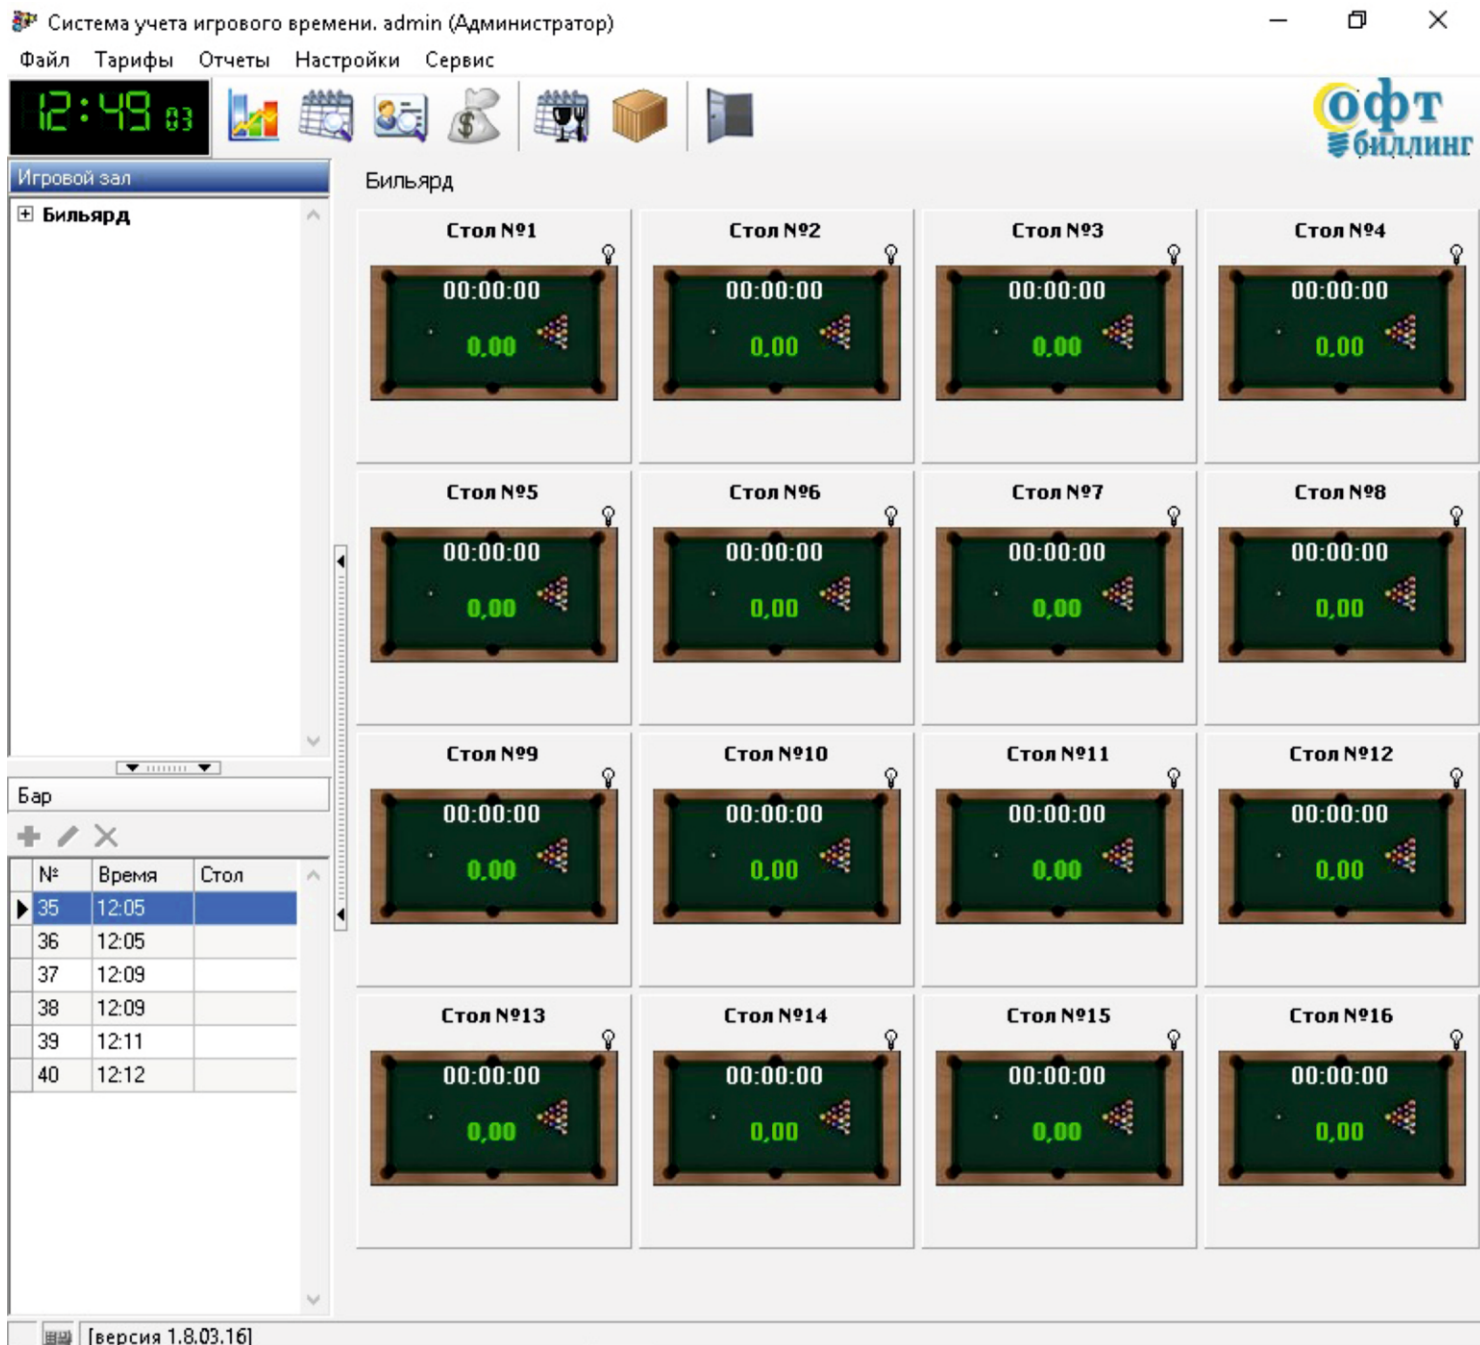 Система учета игрового времени. admin (Администратор)
Файл Тарифы Отчеты Настройки Сервис
12:49 03
офт
биллинг
Игровой зал
Бильярд
Бильярд
Стол №1 Стол №2 Стол №3 Стол №4
00:00:00 00:00:00 00:00:00 00:00:00
0,00 0,00 0,00 0,00
Стол №5 Стол №6 Стол №7 Стол №8
00:00:00 00:00:00 00:00:00 00:00:00
0,00 0,00 0,00 0,00
Стол №9 Стол №10 Стол №11 Стол №12
00:00:00 00:00:00 00:00:00 00:00:00
0,00 0,00 0,00 0,00
Стол №13 Стол №14 Стол №15 Стол №16
00:00:00 00:00:00 00:00:00 00:00:00
0,00 0,00 0,00 0,00
Бар
№ Время Стол
35 12:05
36 12:05
37 12:09
38 12:09
39 12:11
40 12:12
[версия 1.8.03.16]